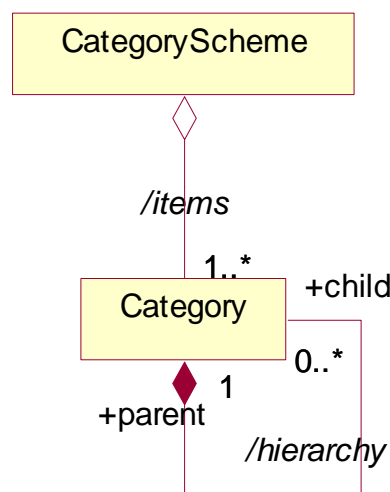 CategoryScheme
/items
1..*
+child
Category
0..*
1
+parent
/hierarchy